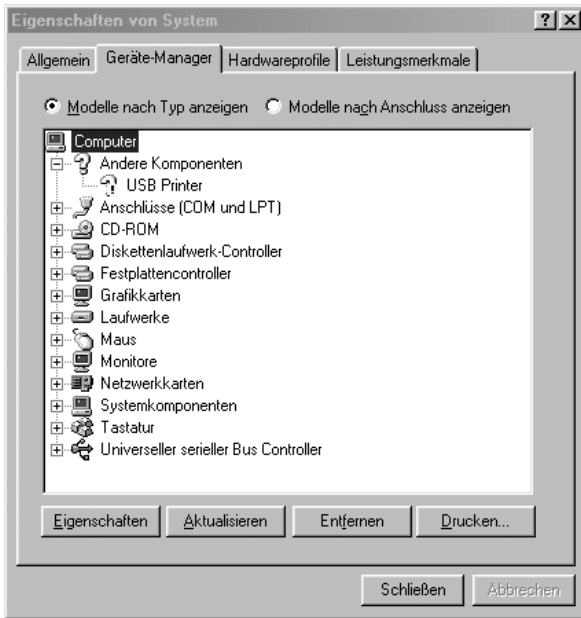 Eigenschaften von System
Allgemein Geräte-Manager Hardwareprofile Leistungsmerkmale
Modelle nach Typ anzeigen Modelle nach Anschluss anzeigen
Computer
Andere Komponenten
USB Printer
Anschlüsse (COM und LPT)
CD-ROM
Diskettenlaufwerk-Controller
Festplattencontroller
Grafikkarten
Laufwerke
Maus
Monitore
Netzwerkkarten
Systemkomponenten
Tastatur
Universeller serieller Bus Controller
Eigenschaften Aktualisieren Entfernen Drucken...
Schließen Abbrechen